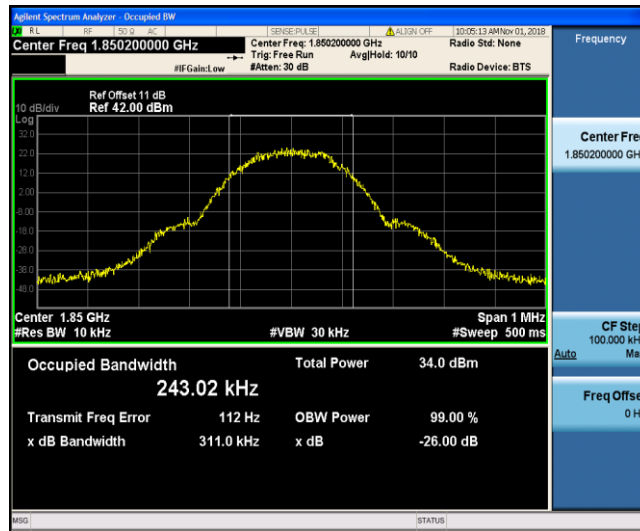 Agilent Spectrum Analyzer - Occupied BW
RL RF 50 Ω AC SENSE:PULSE ALIGN OFF 10:05:13 AM Nov 01, 2018
Center Freq 1.850200000 GHz Center Freq: 1.850200000 GHz Radio Std: None
Trig: Free Run Avg|Hold: 10/10
#IFGain:Low #Atten: 30 dB Radio Device: BTS
Ref Offset 11 dB
10 dB/div Ref 42.00 dBm
Log
32.0
22.0
12.0
2.00
-8.00
-18.0
-28.0
-38.0
-48.0
Center 1.85 GHz Span 1 MHz
#Res BW 10 kHz #VBW 30 kHz #Sweep 500 ms
Occupied Bandwidth Total Power 34.0 dBm
243.02 kHz
Transmit Freq Error 112 Hz OBW Power 99.00 %
x dB Bandwidth 311.0 kHz x dB -26.00 dB
MSG STATUS
Frequency
Center Fre
1.850200000 GH
CF Step
100.000 kH
Auto Ma
Freq Offse
0 H